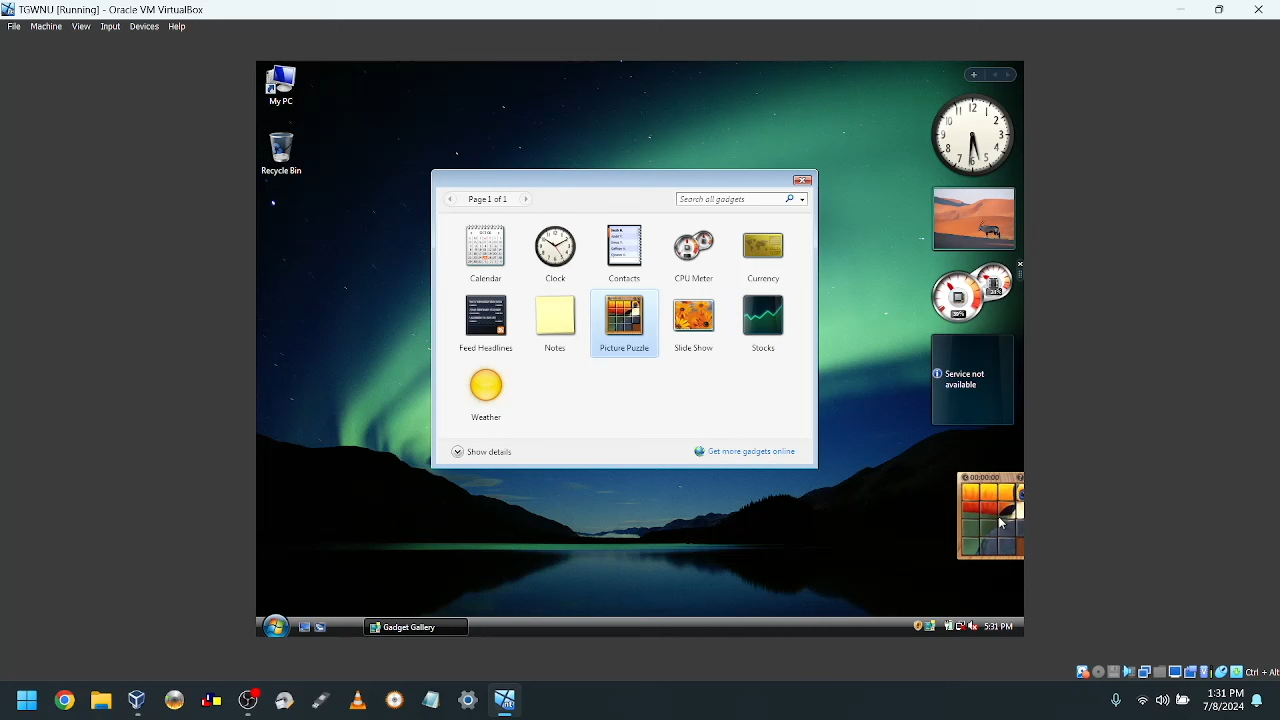 TGWNU [Running] - Oracle VM VirtualBox
File Machine View Input Devices Help
My PC
Recycle Bin
Page 1 of 1
Search all gadgets
Calendar
Clock
Contacts
CPU Meter
Currency
Feed Headlines
Notes
Picture Puzzle
Slide Show
Stocks
Weather
Show details
Get more gadgets online
Service not
available
00:00:00
Gadget Gallery
5:31 PM
Ctrl + Alt
1:31 PM
7/8/2024